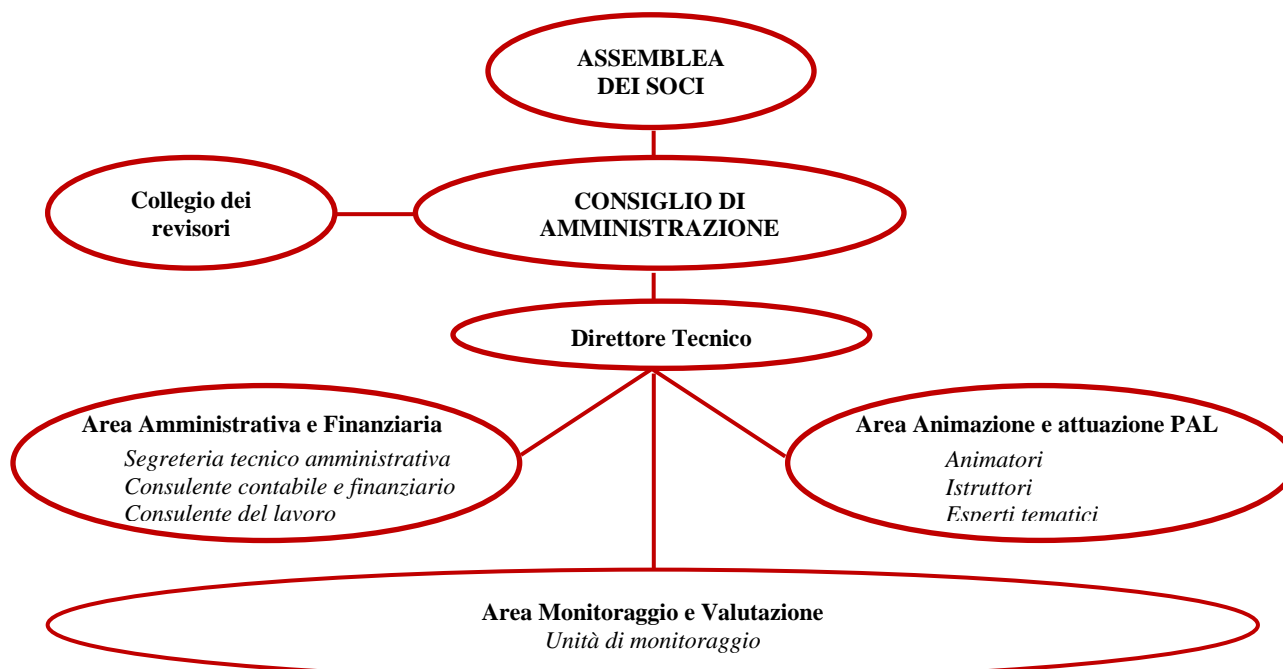 ASSEMBLEA
DEI SOCI
Collegio dei
revisori
CONSIGLIO DI
AMMINISTRAZIONE
Direttore Tecnico
Area Amministrativa e Finanziaria
Segreteria tecnico amministrativa
Consulente contabile e finanziario
Consulente del lavoro
Area Animazione e attuazione PAL
Animatori
Istruttori
Esperti tematici
Area Monitoraggio e Valutazione
Unità di monitoraggio